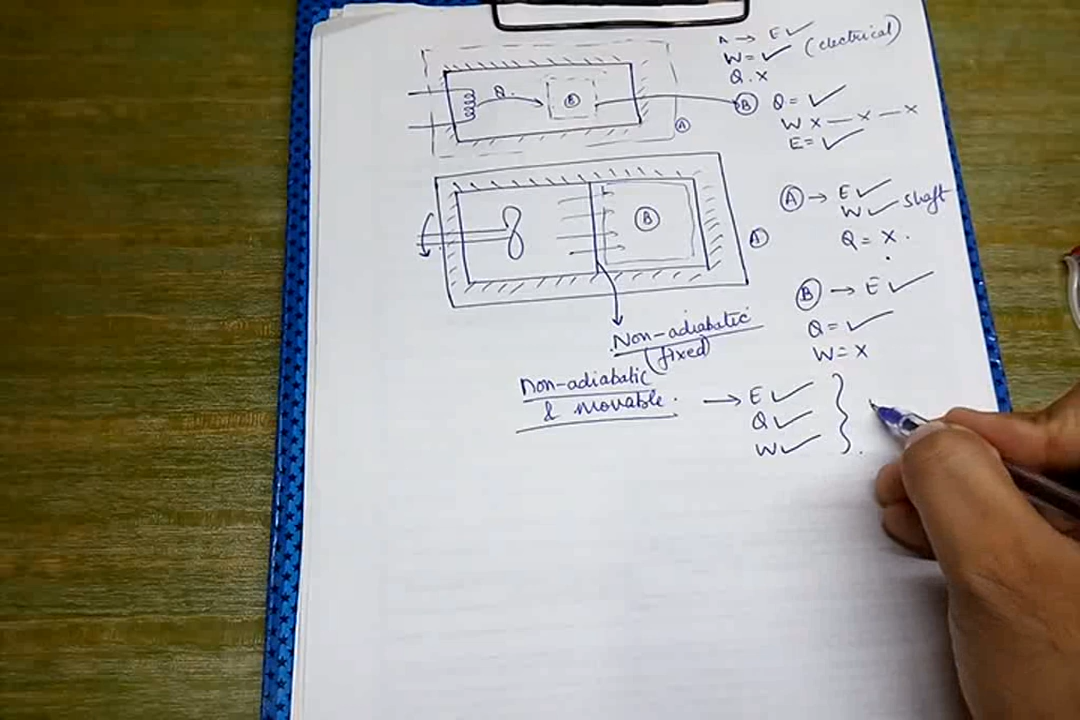 A → E ✓
W = ✓ (electrical)
Q. x
Q.
B
B
Q = ✓
W x — x — x
A
E = ✓
A → E ✓
W ✓ shaft
B
A
Q = x.
B → E ✓
Q = ✓
Non-adiabatic
(fixed)
W = x
Non-adiabatic
& Movable. → E ✓
Q ✓
W ✓